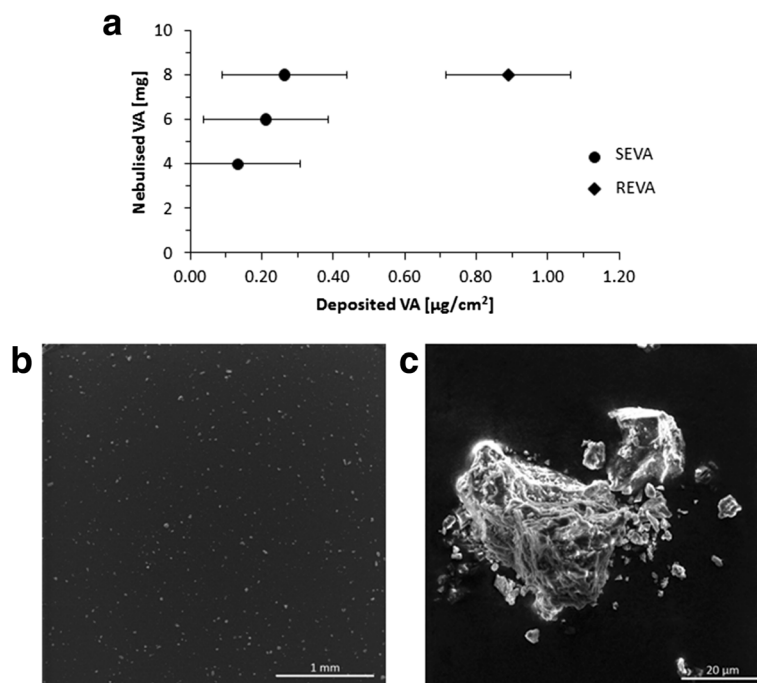 a
10
8
6
4
2
0
Nebulised VA [mg]
0.00 0.20 0.40 0.60 0.80 1.00 1.20
Deposited VA [µg/cm²]
SEVA
REVA
b
1 mm
c
20 µm